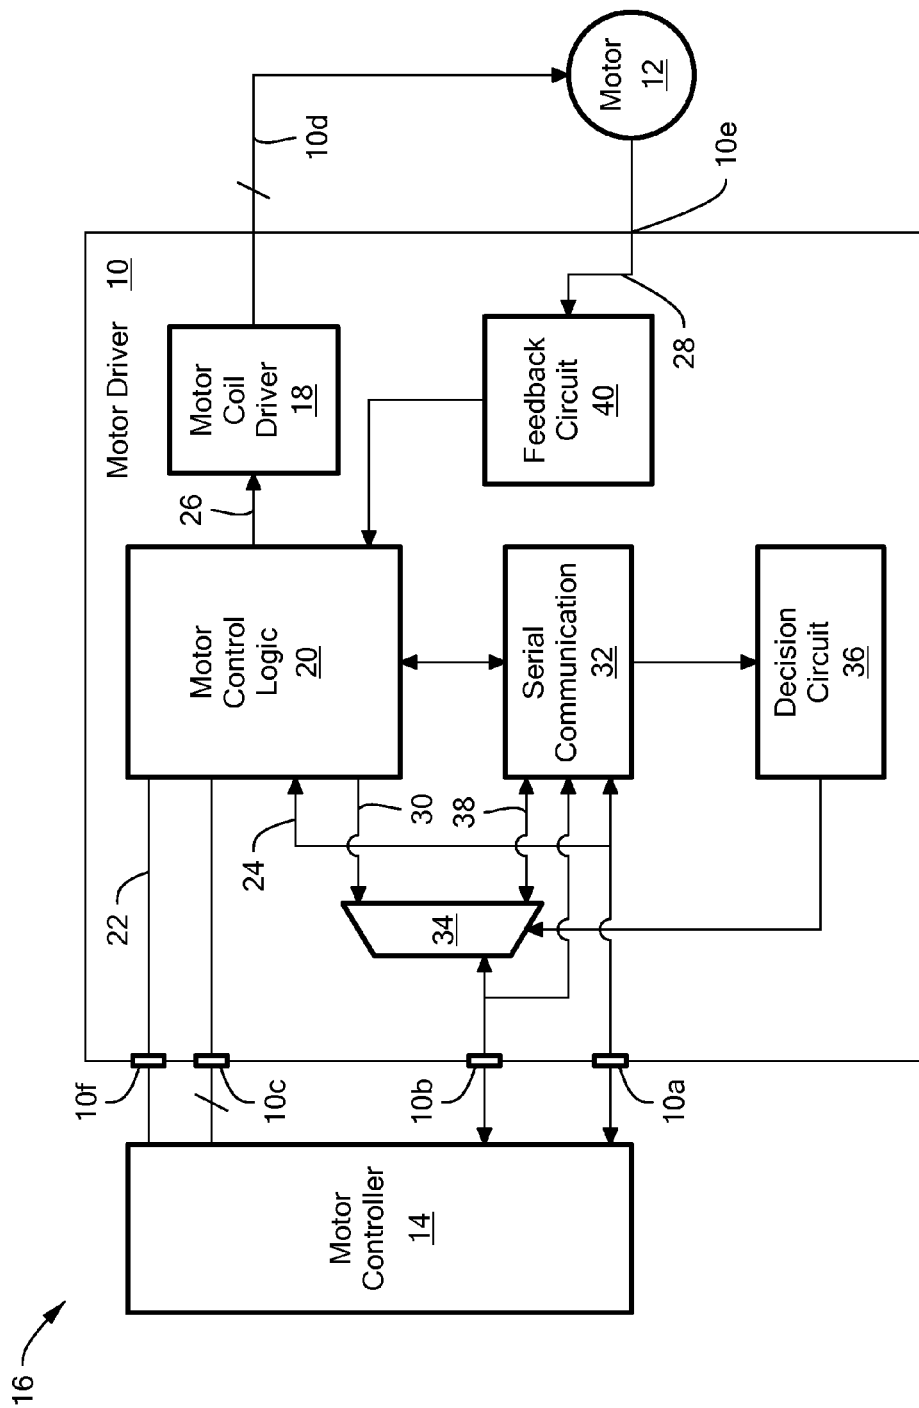 16
Motor
Controller
14
10f
10c
10b
10a
22
24
30
38
34
Motor Driver 10
Motor
Control
Logic
20
26
Motor
Coil
Driver
18
Serial
Communication
32
Decision
Circuit
36
Feedback
Circuit
40
28
10d
10e
Motor
12